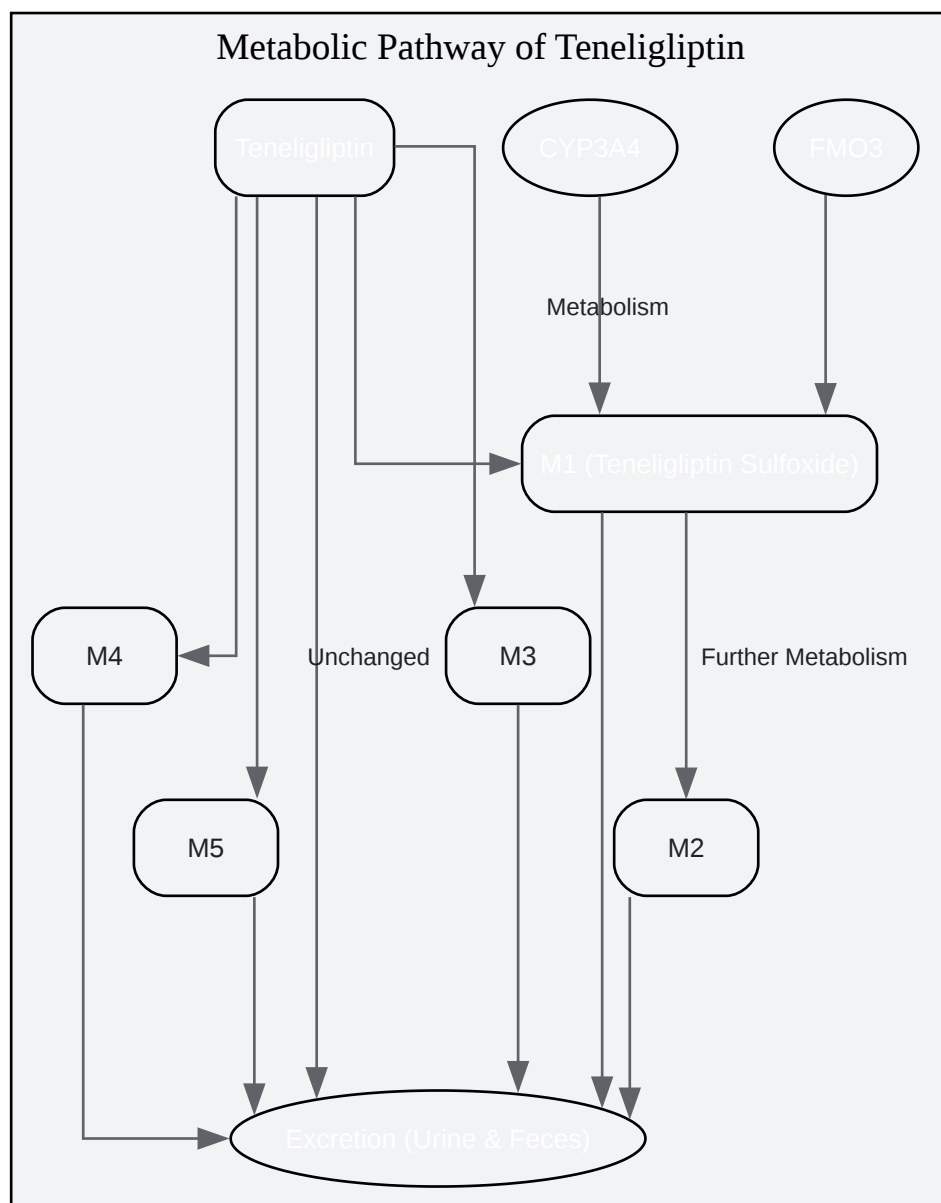 Metabolic Pathway of Teneligliptin
Teneligliptin
CYP3A4
FMO3
Metabolism
M1 (Teneligliptin Sulfoxide)
M4
Unchanged
M3
Further Metabolism
M5
M2
Excretion (Urine & Feces)